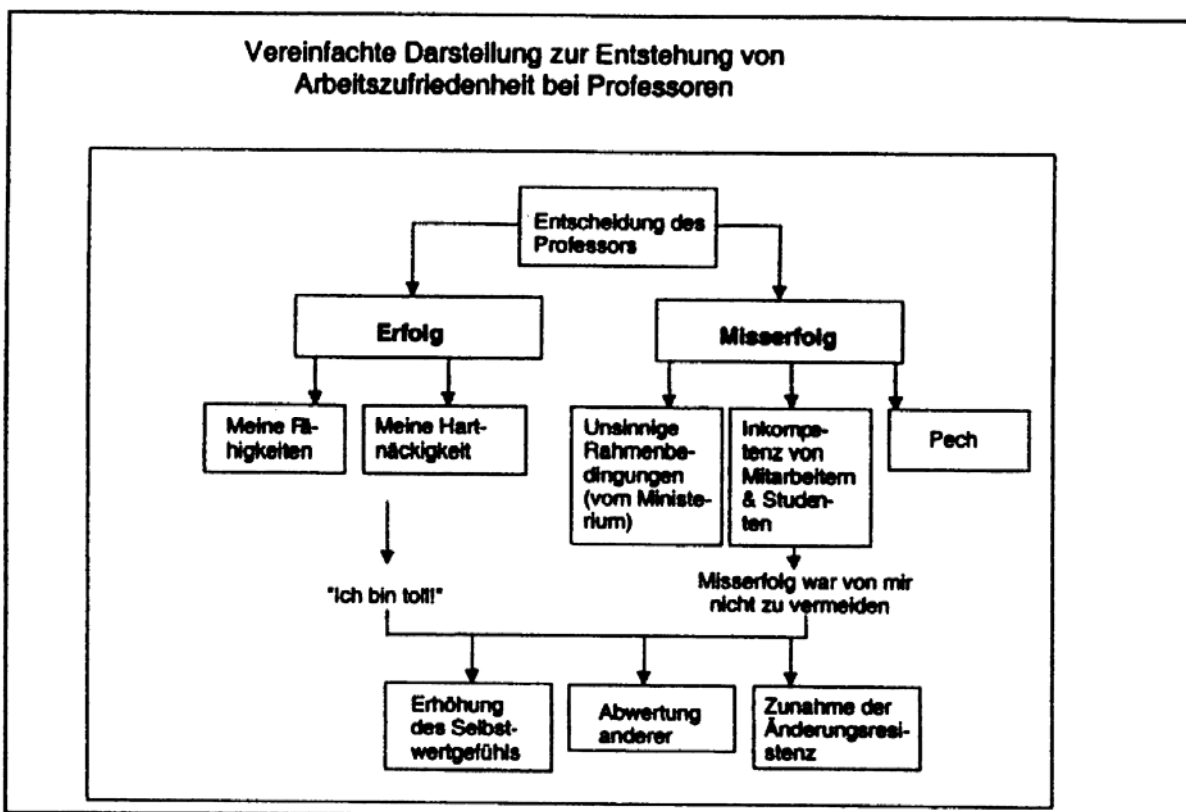 Vereinfachte Darstellung zur Entstehung von
Arbeitszufriedenheit bei Professoren
Entscheidung des
Professors
Erfolg
Misserfolg
Meine Fä-
higkeiten
Meine Hart-
näckigkeit
Unsinnige
Rahmenbe-
dingungen
(vom Ministe-
rium)
Inkompe-
tenz von
Mitarbeitern
& Studen-
ten
Pech
"Ich bin toll!"
Misserfolg war von mir
nicht zu vermeiden
Erhöhung
des Selbst-
wertgefühls
Abwertung
anderer
Zunahme der
Änderungsresi-
stenz